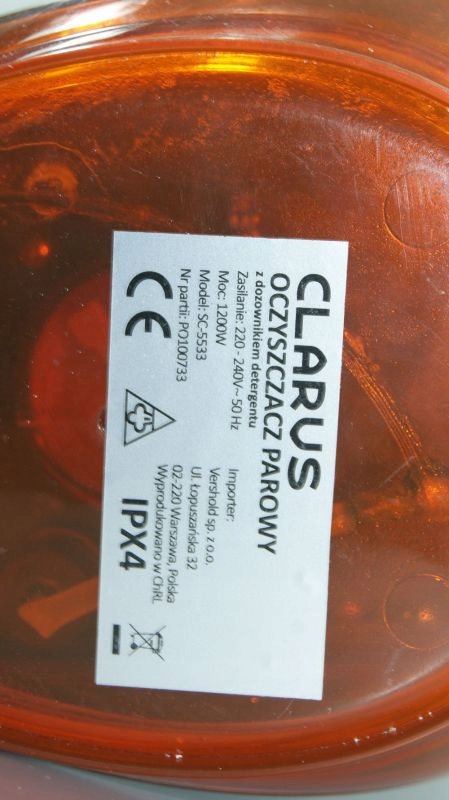 CLARUS
OCZYSZCZACZ PAROWY
z dozownikiem detergentu
Zasilanie: 220 - 240V~ 50 Hz
Moc: 1200W
Model: SC-5533
Nr partii: PO100733
Importer:
Vershold sp. z o.o.
Ul. Łopuszańska 32
02-220 Warszawa, Polska
Wyprodukowano w ChRL
CE
IPX4